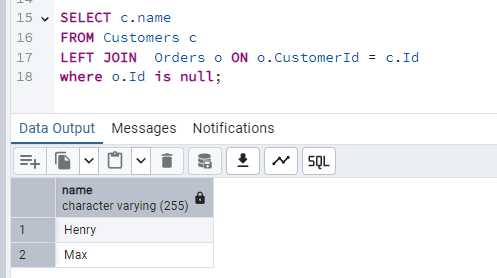 15 SELECT c.name
16 FROM Customers c
17 LEFT JOIN  Orders o ON o.CustomerId = c.Id
18 where o.Id is null;
Data Output Messages Notifications
SQL
name
character varying (255)
1 Henry
2 Max